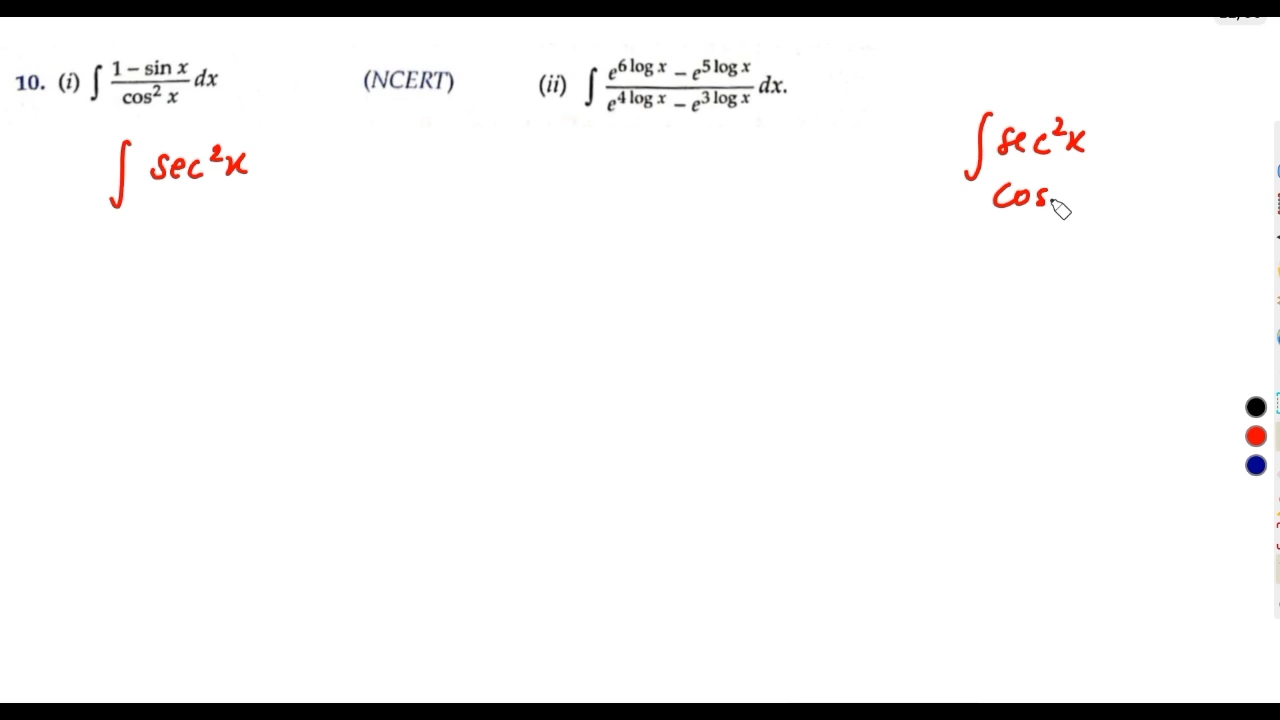 10. (i) ∫ (1 – sin x)/(cos² x) dx (NCERT) (ii) ∫ (e^{6 log x} – e^{5 log x})/(e^{4 log x} – e^{3 log x}) dx.
∫ sec²x
∫ sec²x
cos